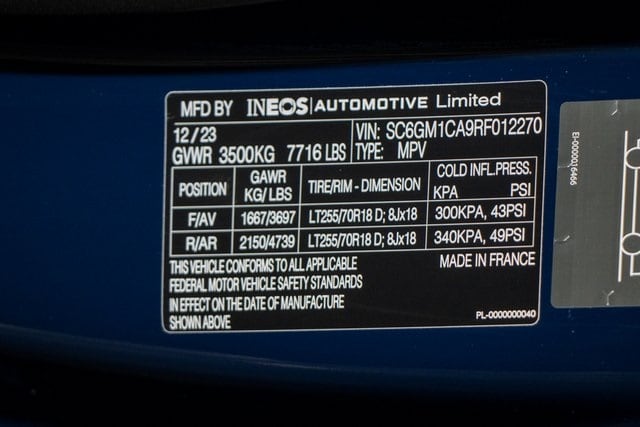 MFD BY INEOS | AUTOMOTIVE Limited
12/23 VIN: SC6GM1CA9RF012270
GVWR 3500KG 7716 LBS TYPE: MPV
POSITION GAWR KG/LBS TIRE/RIM - DIMENSION COLD INFL.PRESS. KPA PSI
F/AV 1667/3697 LT255/70R18 D; 8Jx18 300KPA, 43PSI
R/AR 2150/4739 LT255/70R18 D; 8Jx18 340KPA, 49PSI
THIS VEHICLE CONFORMS TO ALL APPLICABLE MADE IN FRANCE
FEDERAL MOTOR VEHICLE SAFETY STANDARDS
IN EFFECT ON THE DATE OF MANUFACTURE
SHOWN ABOVE PL-0000000040
EI-0000016466